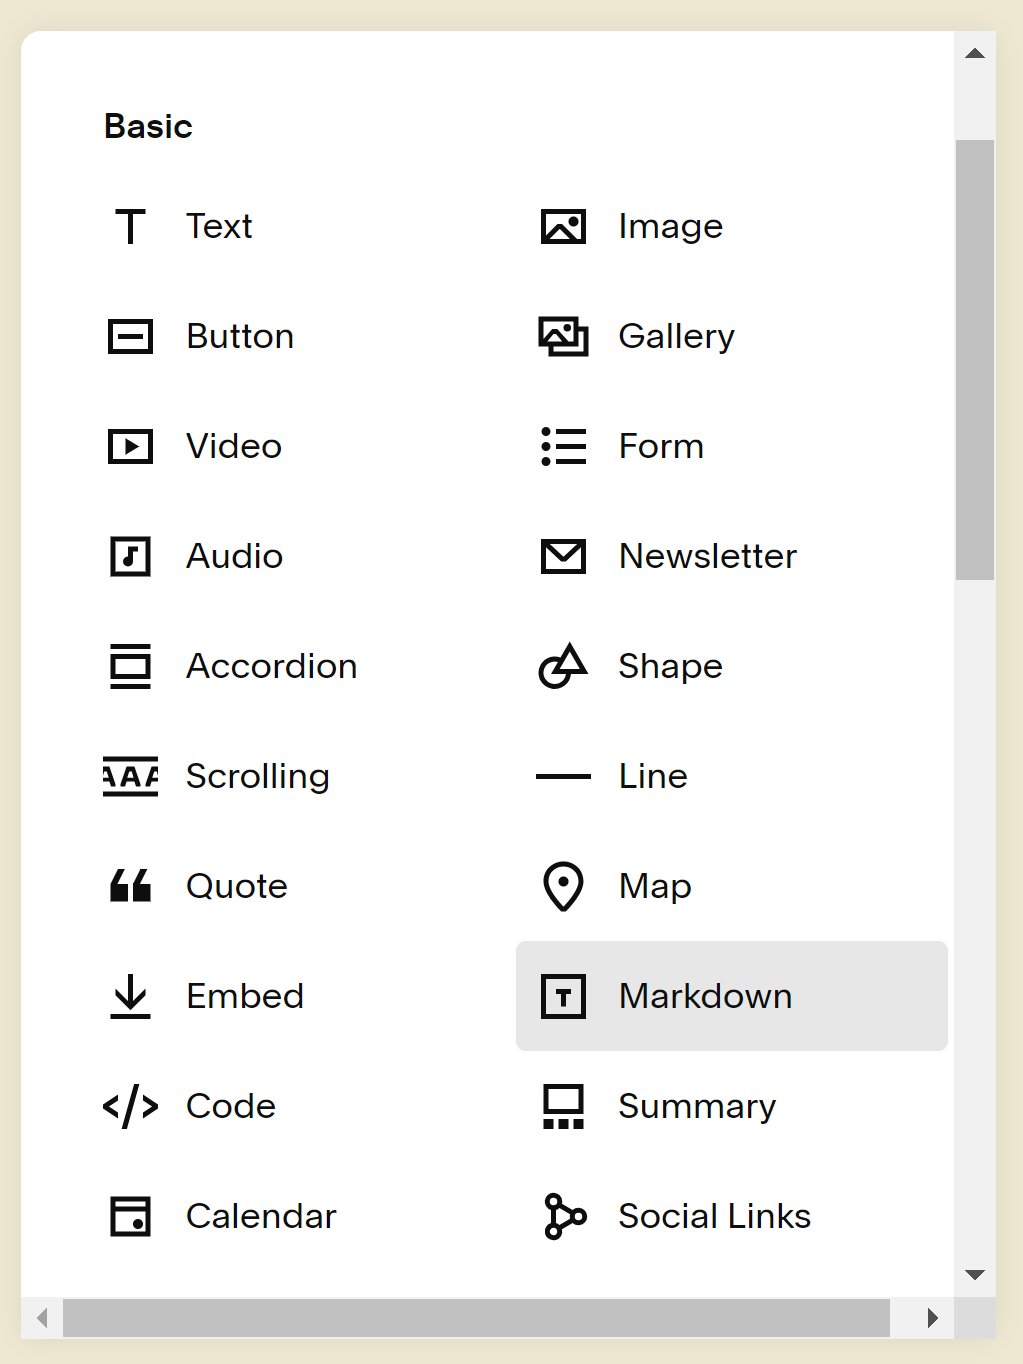 Basic
Text
Image
Button
Gallery
Video
Form
Audio
Newsletter
Accordion
Shape
Scrolling
Line
Quote
Map
Embed
Markdown
Code
Summary
Calendar
Social Links